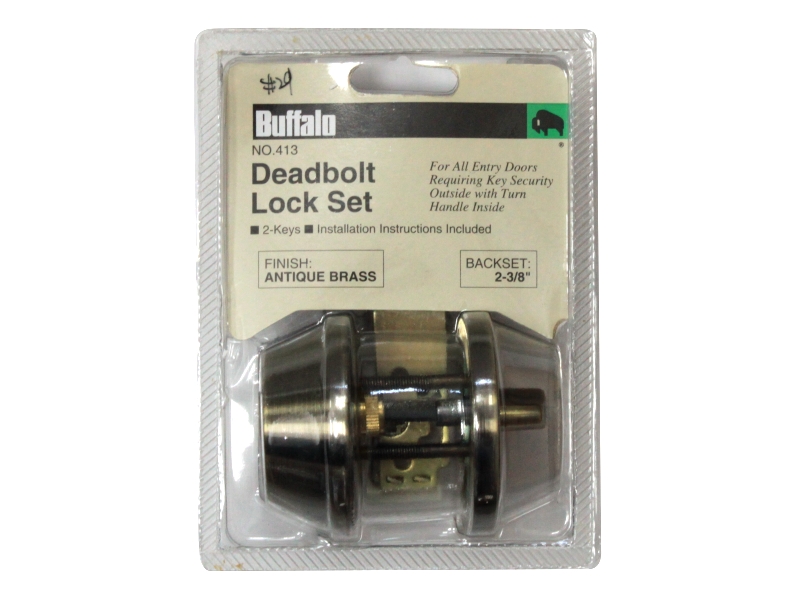 #29
Buffalo
®
NO.413
Deadbolt
Lock Set
For All Entry Doors
Requiring Key Security
Outside with Turn
Handle Inside
■ 2-Keys ■ Installation Instructions Included
FINISH:
ANTIQUE BRASS
BACKSET:
2-3/8"